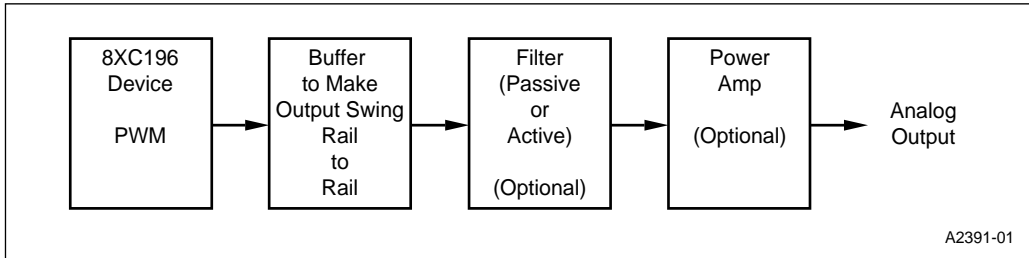 8XC196
Device
PWM
Buffer
to Make
Output Swing
Rail
to
Rail
Filter
(Passive
or
Active)
(Optional)
Power
Amp
(Optional)
Analog
Output
A2391-01